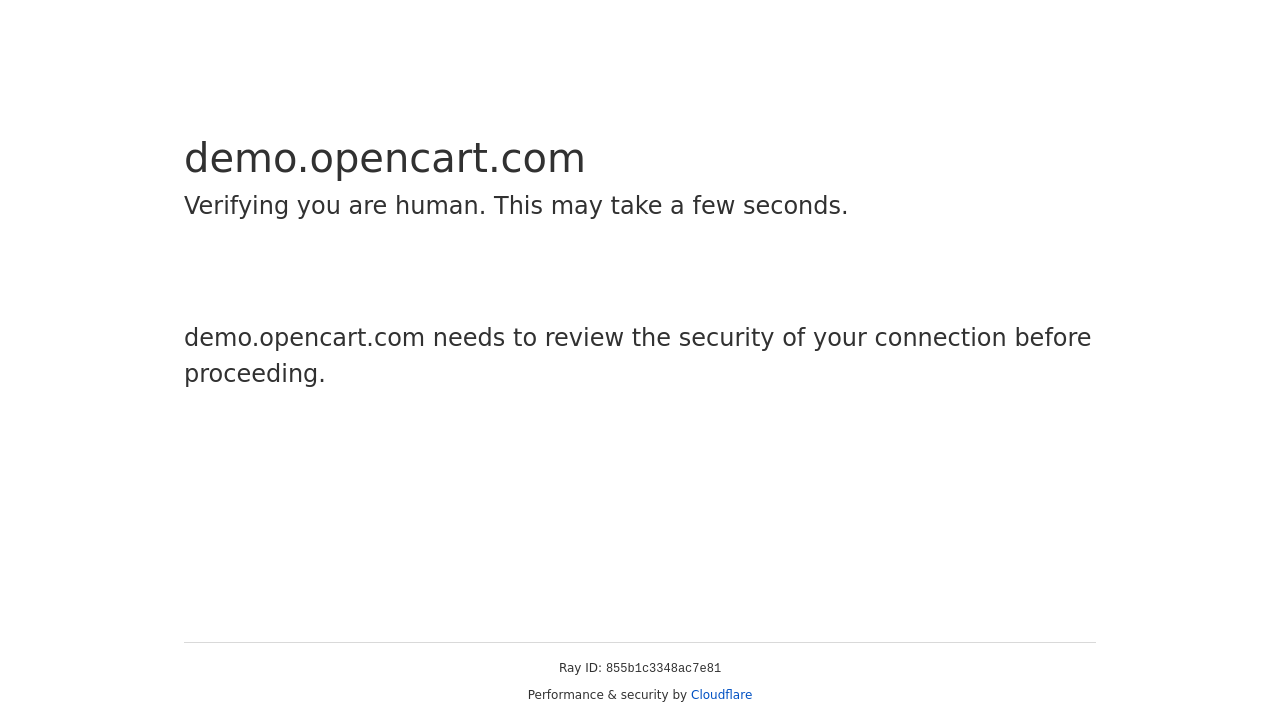 demo.opencart.com
Verifying you are human. This may take a few seconds.
demo.opencart.com needs to review the security of your connection before
proceeding.
Ray ID: 855b1c3348ac7e81
Performance & security by Cloudflare